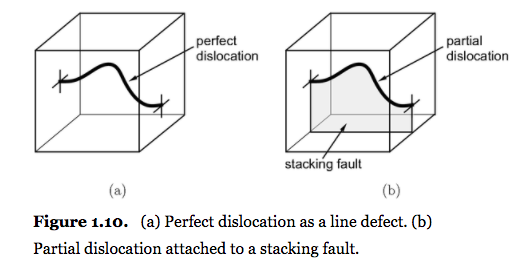 perfect
dislocation
partial
dislocation
stacking fault
(a)
(b)
Figure 1.10. (a) Perfect dislocation as a line defect. (b)
Partial dislocation attached to a stacking fault.